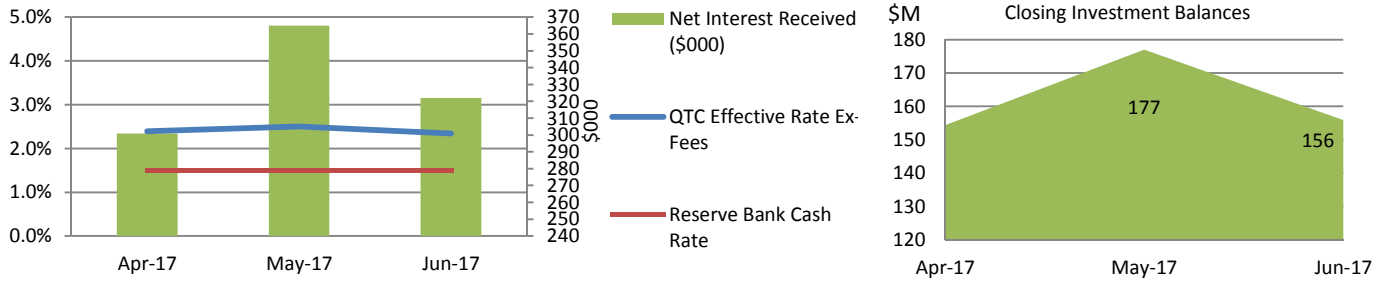 5.0%
4.0%
3.0%
2.0%
1.0%
0.0%
Apr-17
May-17
Jun-17
370
360
350
340
330
320
310
300
290
280
270
260
250
240
$000
Net Interest Received
($000)
QTC Effective Rate Ex-
Fees
Reserve Bank Cash
Rate
$M
Closing Investment Balances
180
170
160
150
140
130
120
177
156
Apr-17
May-17
Jun-17